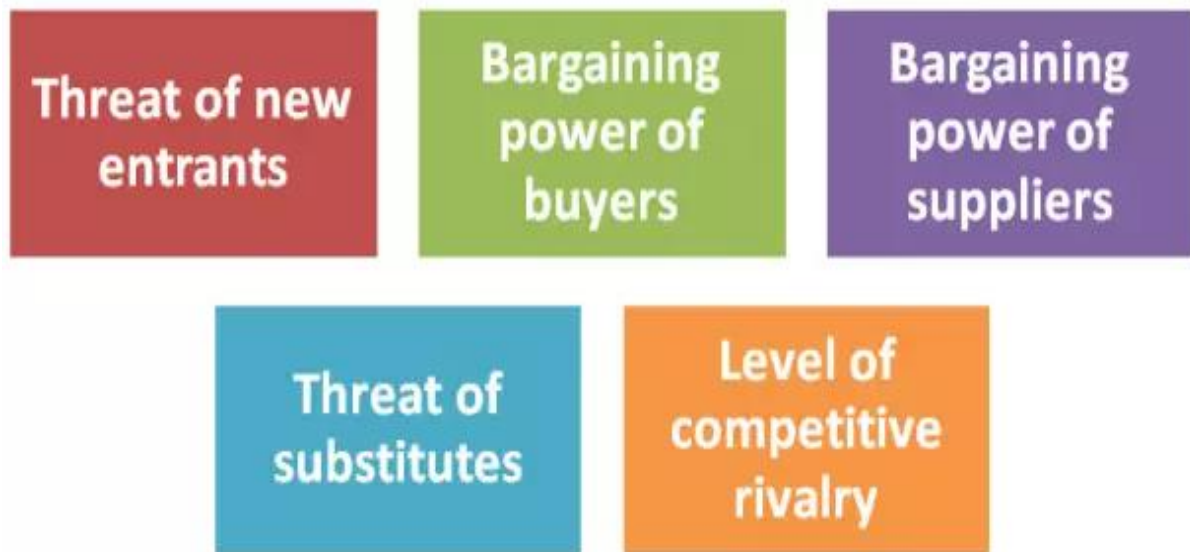 Threat of new
entrants
Bargaining
power of
buyers
Bargaining
power of
suppliers
Threat of
substitutes
Level of
competitive
rivalry